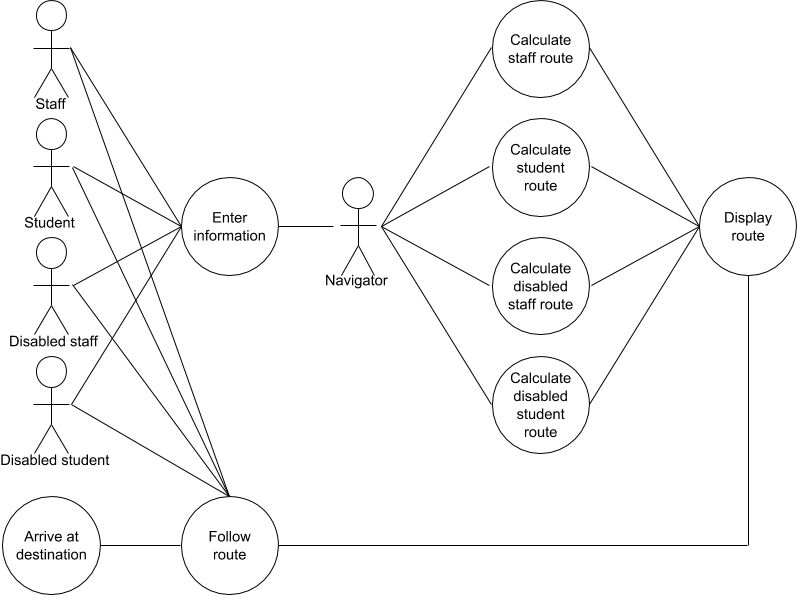 Staff
Student
Disabled staff
Disabled student
Enter
information
Navigator
Calculate
staff route
Calculate
student
route
Calculate
disabled
staff route
Calculate
disabled
student
route
Display
route
Arrive at
destination
Follow
route